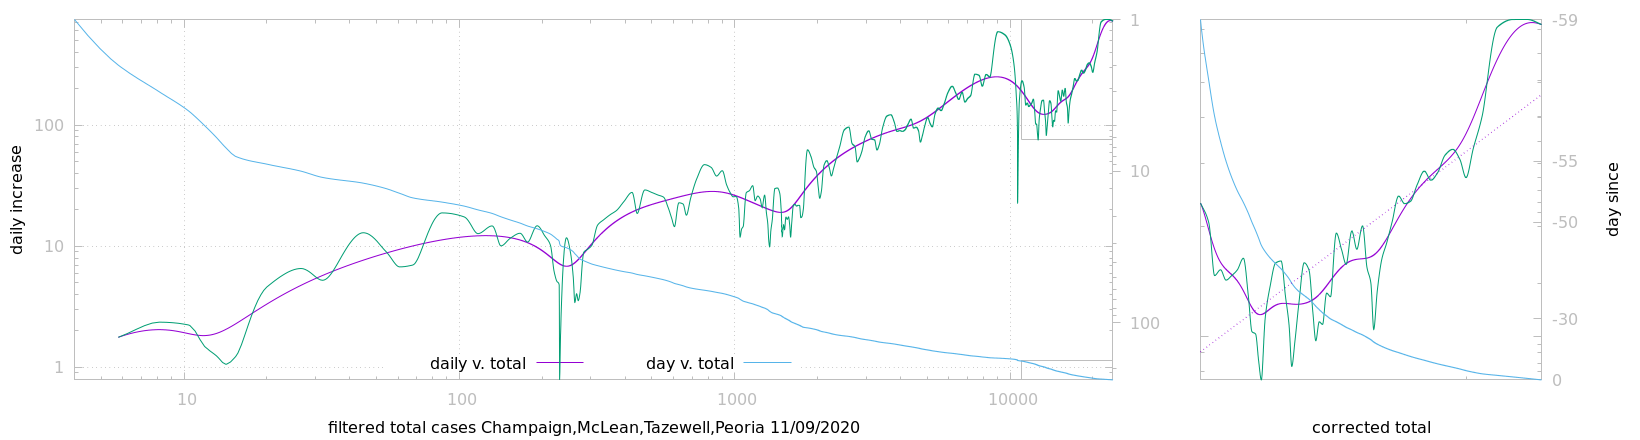 daily increase
100
10
1
10
100
1000
10000
1
10
100
daily v. total
day v. total
filtered total cases Champaign,McLean,Tazewell,Peoria 11/09/2020
-59
-55
-50
-30
0
day since
corrected total